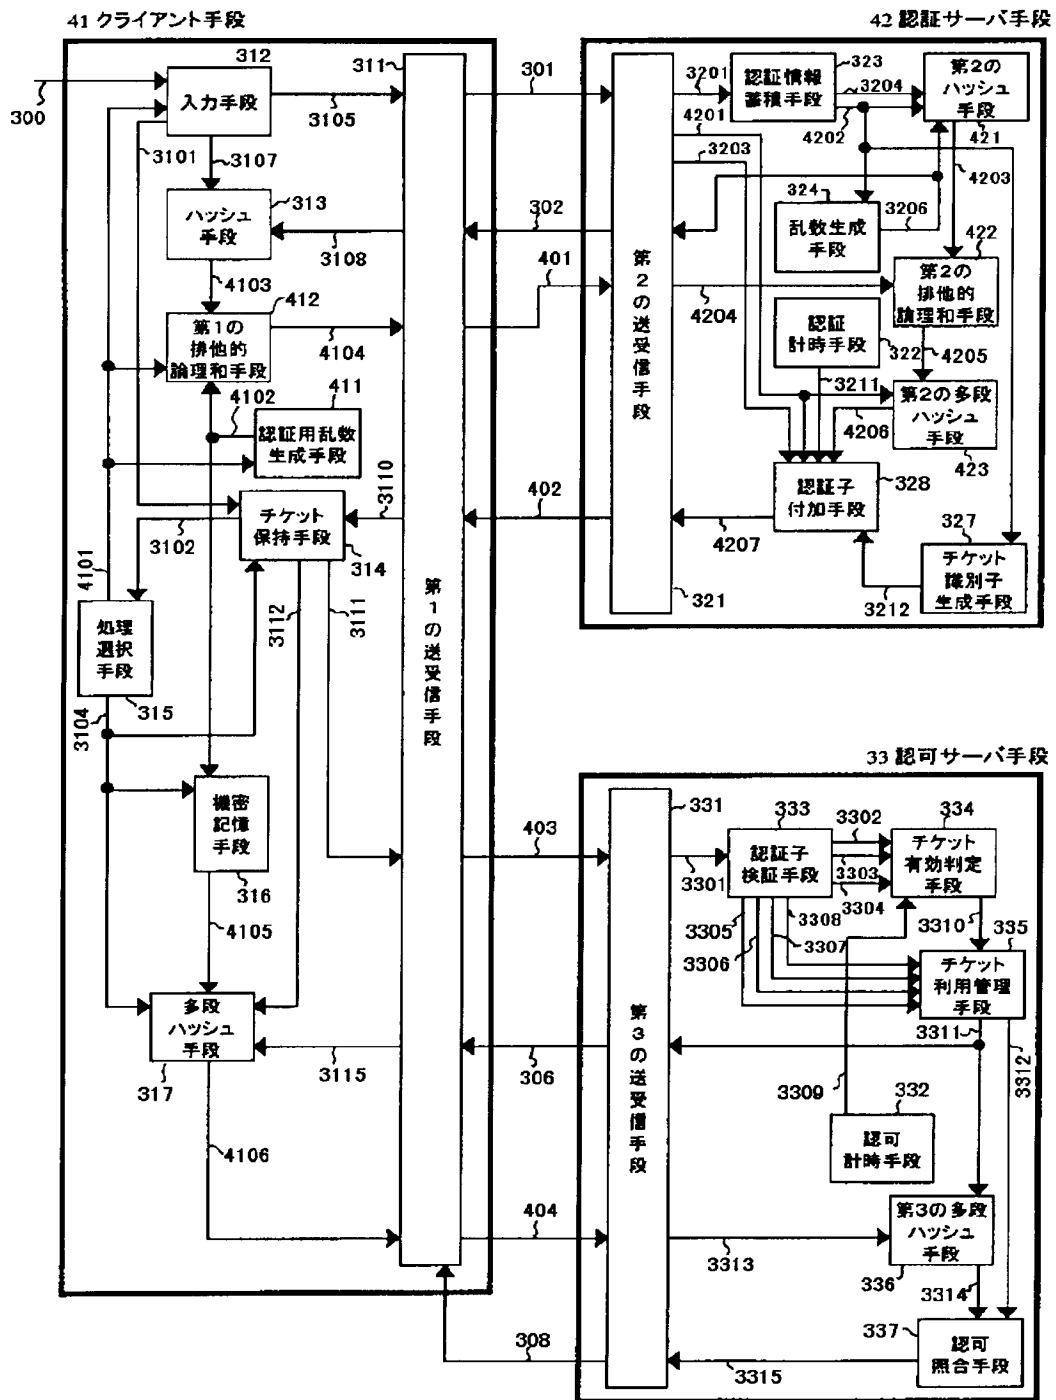 41 クライアント手段
300
312
入力手段
3105
3101
3107
313
ハッシュ
手段
3108
4103
412
第1の
排他的
論理和手段
4104
4102
411
認証用乱数
生成手段
3110
チケット
保持手段
314
3102
4101
3112
3111
処理
選択
手段
315
3104
機密
記憶
手段
316
4105
多段
ハッシュ
手段
317
3115
4106
311
第1の送受信手段
301
302
401
402
403
306
404
308
42 認証サーバ手段
3201
4201
3203
323
認証情報
蓄積手段
3204
4202
第2の
ハッシュ
手段
421
4203
324
乱数生成
手段
3206
422
第2の
排他的
論理和手段
4204
4205
認証
計時手段
322
3211
第2の多段
ハッシュ
手段
4206
423
認証子
付加手段
328
4207
327
チケット
識別子
生成手段
3212
第2の送受信手段
321
33 認可サーバ手段
331
第3の送受信手段
333
認証子
検証手段
3301
3302
3303
3304
334
チケット
有効判定
手段
3305
3306
3308
3307
3310
335
チケット
利用管理
手段
3311
3312
3309
332
認可
計時手段
第3の多段
ハッシュ
手段
3313
336
3314
337
認可
照合手段
3315